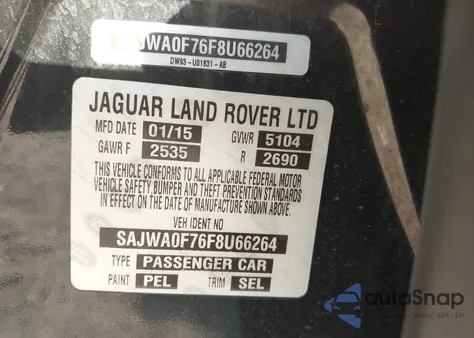 SAJWA0F76F8U66264
DW93-U01631-AB
JAGUAR LAND ROVER LTD
MFD DATE 01/15 GVWR 5104
GAWR F 2535 R 2690
THIS VEHICLE CONFORMS TO ALL APPLICABLE FEDERAL MOTOR
VEHICLE SAFETY BUMPER AND THEFT PREVENTION STANDARDS
IN EFFECT ON THE DATE OF MANUFACTURE SHOWN ABOVE.
VEH IDENT NO
SAJWA0F76F8U66264
TYPE PASSENGER CAR
PAINT PEL TRIM SEL
autoSnap